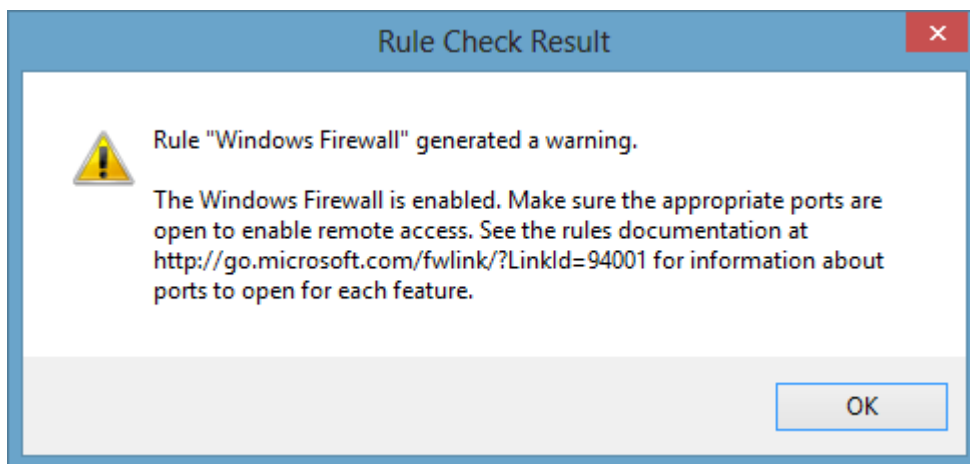 Rule Check Result
Rule "Windows Firewall" generated a warning.
The Windows Firewall is enabled. Make sure the appropriate ports are
open to enable remote access. See the rules documentation at
http://go.microsoft.com/fwlink/?LinkId=94001 for information about
ports to open for each feature.
OK